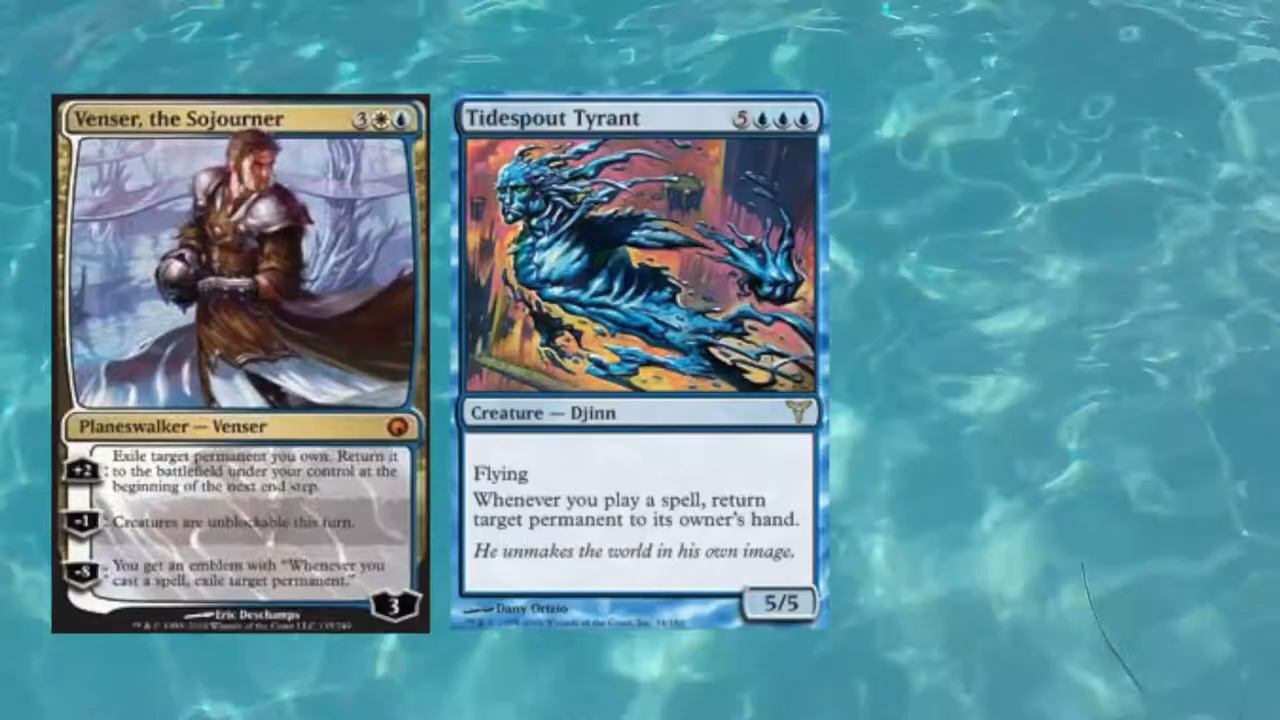 Venser, the Sojourner 3
Planeswalker — Venser
Exile target permanent you own. Return it
+2 : to the battlefield under your control at the
beginning of the next end step.
-1 : Creatures are unblockable this turn.
You get an emblem with "Whenever you
-8 : cast a spell, exile target permanent."
3
Eric Deschamps
Tidespout Tyrant 5
Creature — Djinn
Flying
Whenever you play a spell, return
target permanent to its owner's hand.
He unmakes the world in his own image.
5/5
Dany Orizio